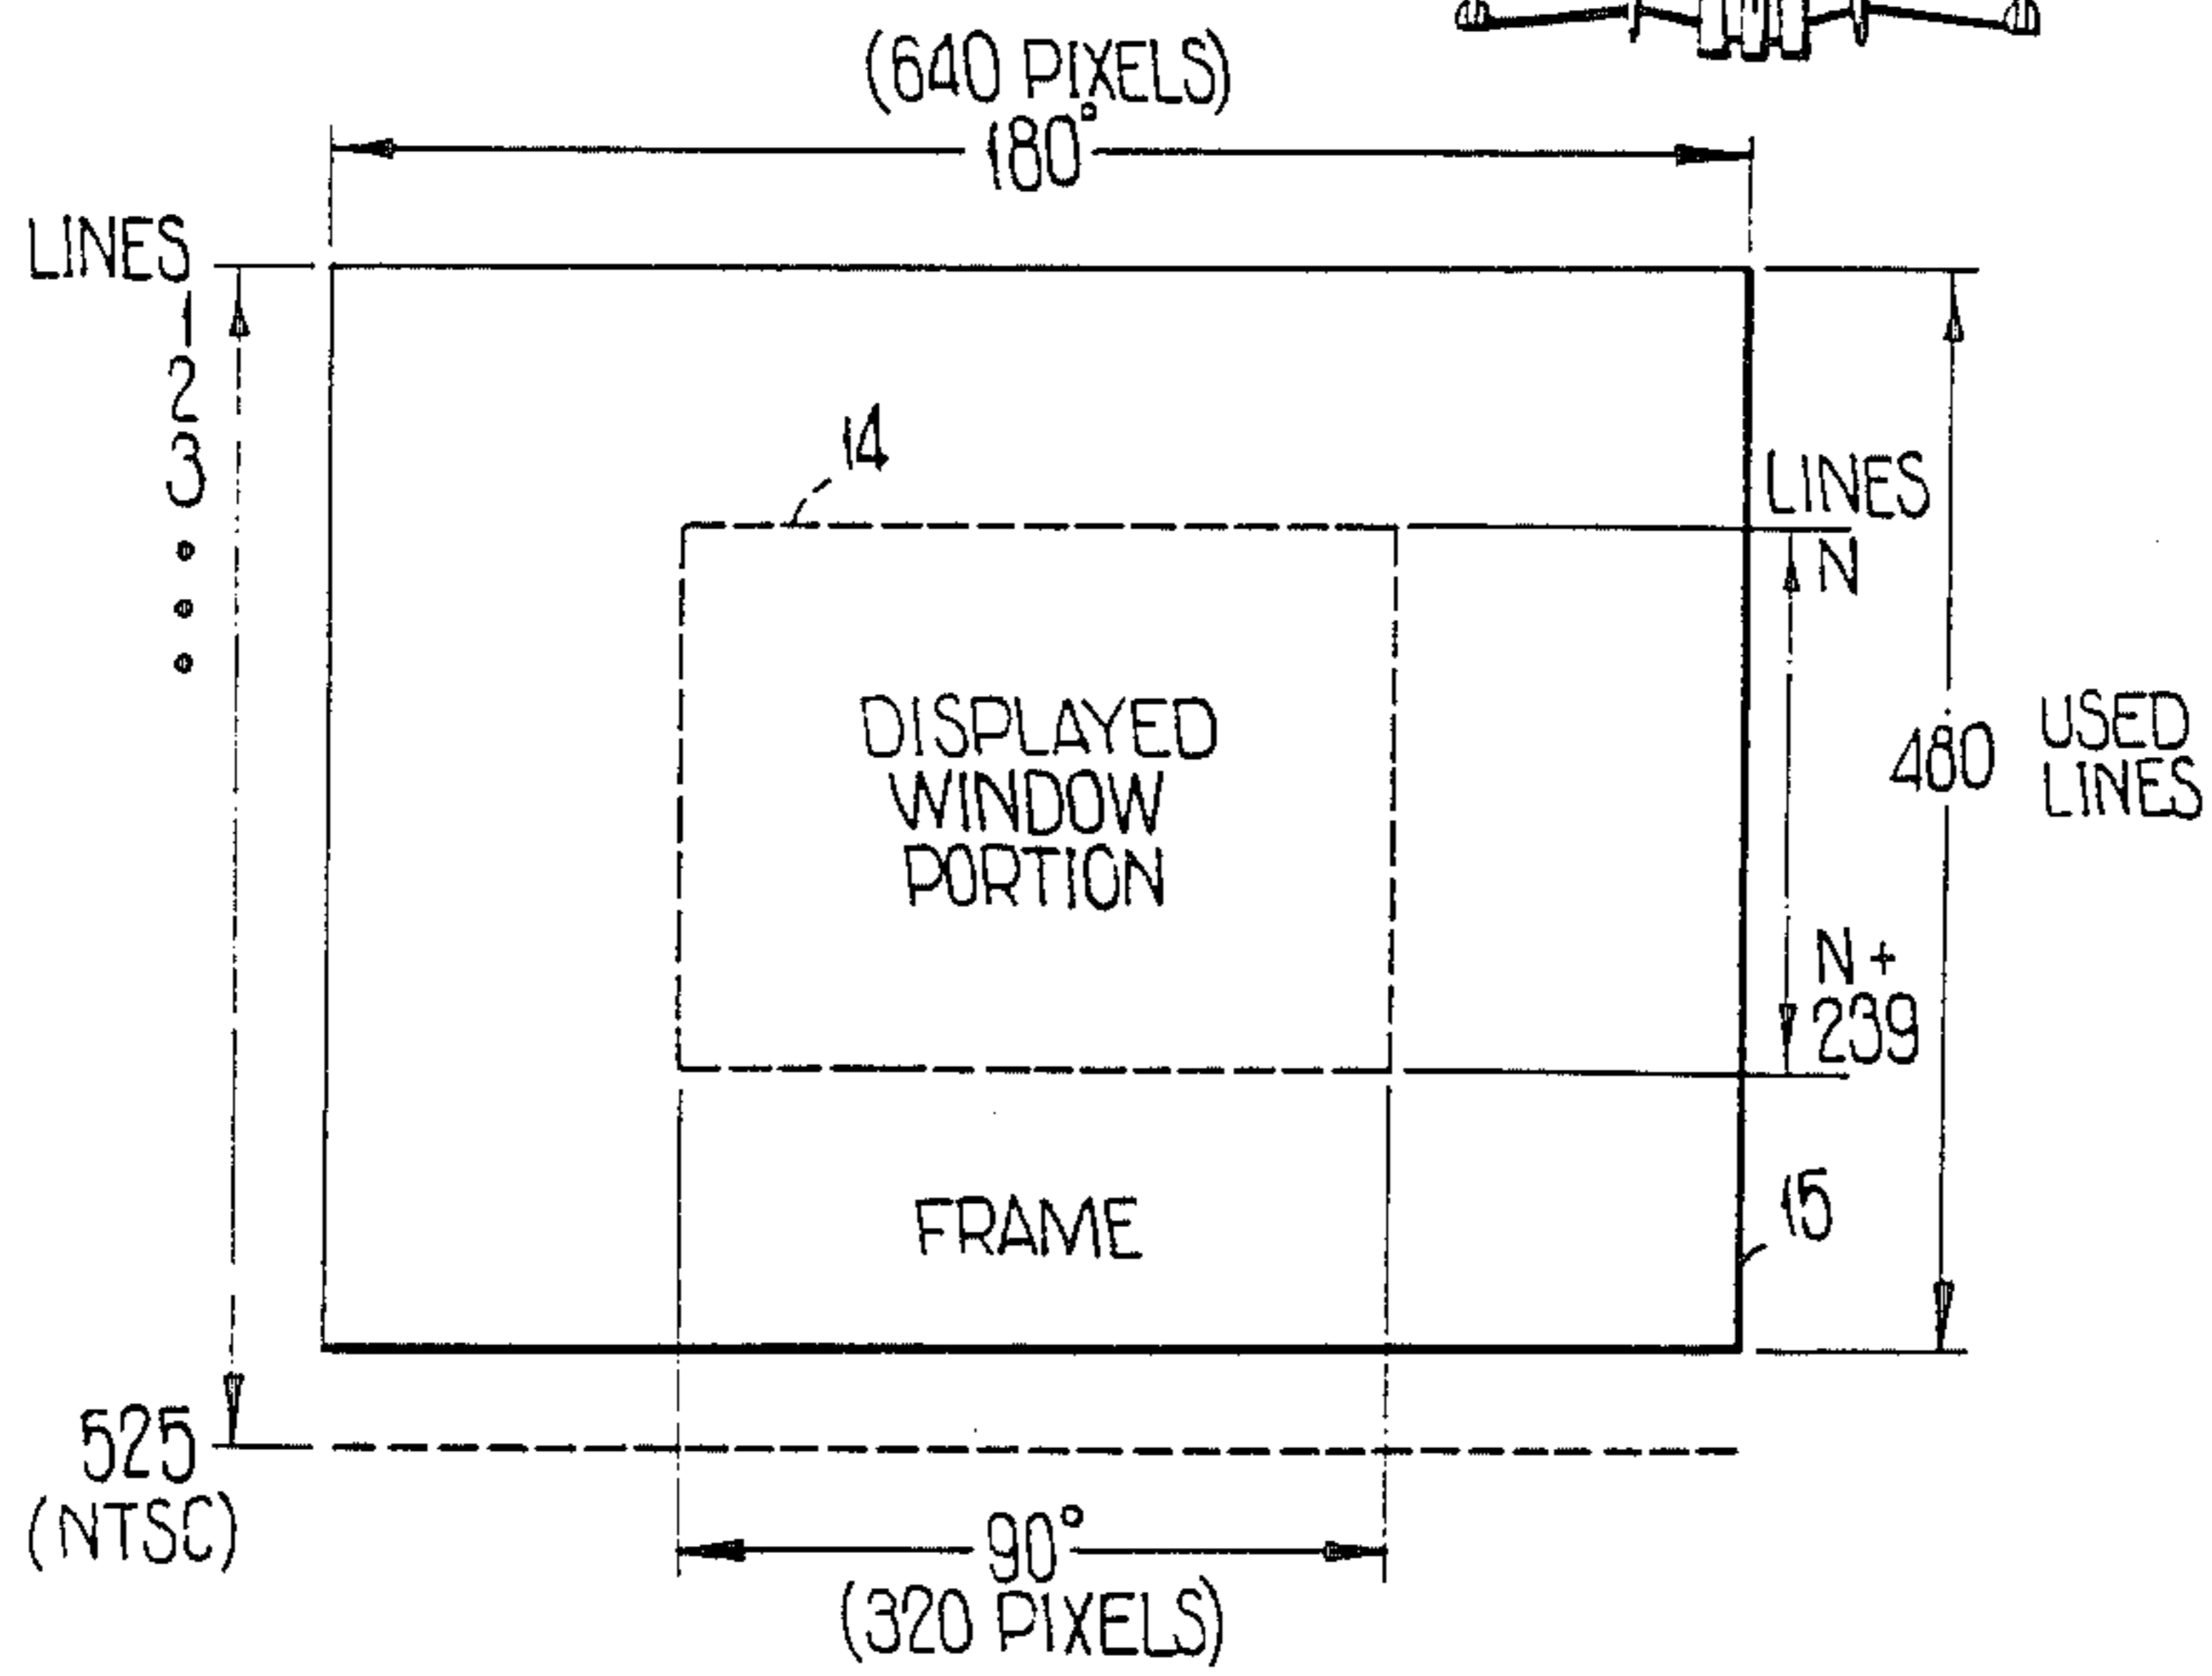 (640 PIXELS)
180°
LINES
1
2
3
14
LINES
N
DISPLAYED
WINDOW
PORTION
480
USED
LINES
N+
239
FRAME
15
525
(NTSC)
90°
(320 PIXELS)